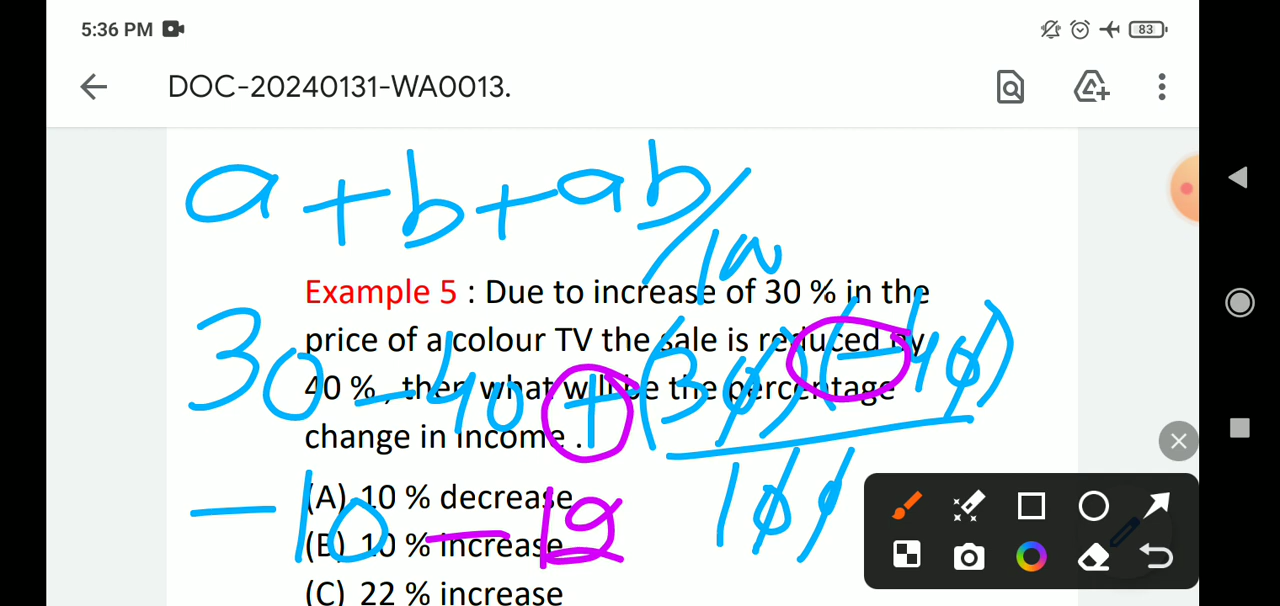 5:36 PM 83
DOC-20240131-WA0013.
a+b+ab/100
Example 5 : Due to increase of 30 % in the
price of a colour TV the sale is reduced by
40 % , then what will be the percentage
change in income .
30-40+(30)(-40)
100
(A) 10 % decrease
-10-12
(B) 10 % increase
(C) 22 % increase